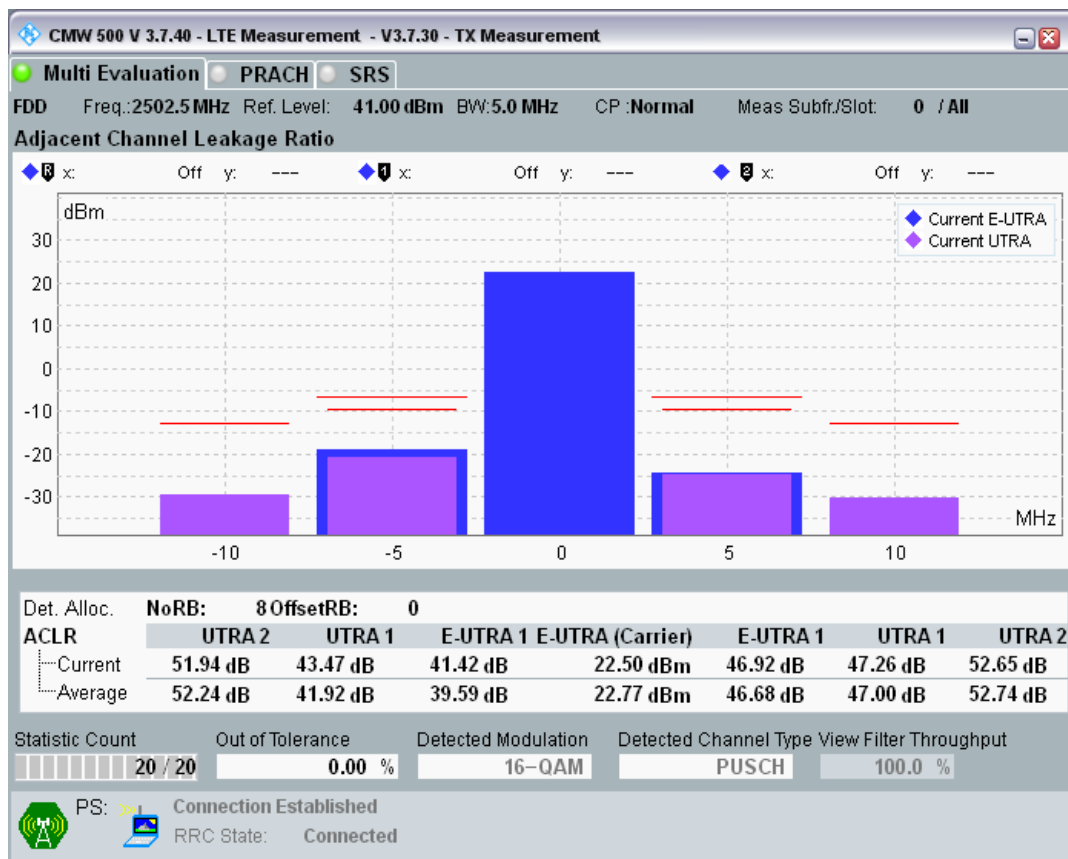 CMW 500 V 3.7.40 - LTE Measurement - V3.7.30 - TX Measurement
Multi Evaluation PRACH SRS
FDD Freq.:2502.5 MHz Ref. Level: 41.00 dBm BW:5.0 MHz CP :Normal Meas Subfr./Slot: 0 / All
Adjacent Channel Leakage Ratio
R x: Off y: --- 1 x: Off y: --- 2 x: Off y: ---
dBm
Current E-UTRA
Current UTRA
30
20
10
0
-10
-20
-30
MHz
-10 -5 0 5 10
Det. Alloc. NoRB: 8 OffsetRB: 0
ACLR UTRA 2 UTRA 1 E-UTRA 1 E-UTRA (Carrier) E-UTRA 1 UTRA 1 UTRA 2
Current 51.94 dB 43.47 dB 41.42 dB 22.50 dBm 46.92 dB 47.26 dB 52.65 dB
Average 52.24 dB 41.92 dB 39.59 dB 22.77 dBm 46.68 dB 47.00 dB 52.74 dB
Statistic Count Out of Tolerance Detected Modulation Detected Channel Type View Filter Throughput
20 / 20 0.00 % 16-QAM PUSCH 100.0 %
PS: Connection Established
RRC State: Connected